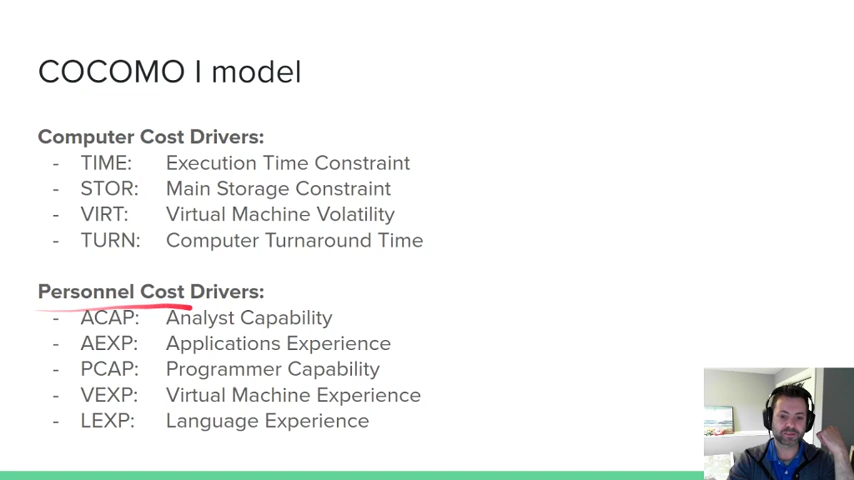 COCOMO I model
Computer Cost Drivers:
- TIME: Execution Time Constraint
- STOR: Main Storage Constraint
- VIRT: Virtual Machine Volatility
- TURN: Computer Turnaround Time
Personnel Cost Drivers:
- ACAP: Analyst Capability
- AEXP: Applications Experience
- PCAP: Programmer Capability
- VEXP: Virtual Machine Experience
- LEXP: Language Experience